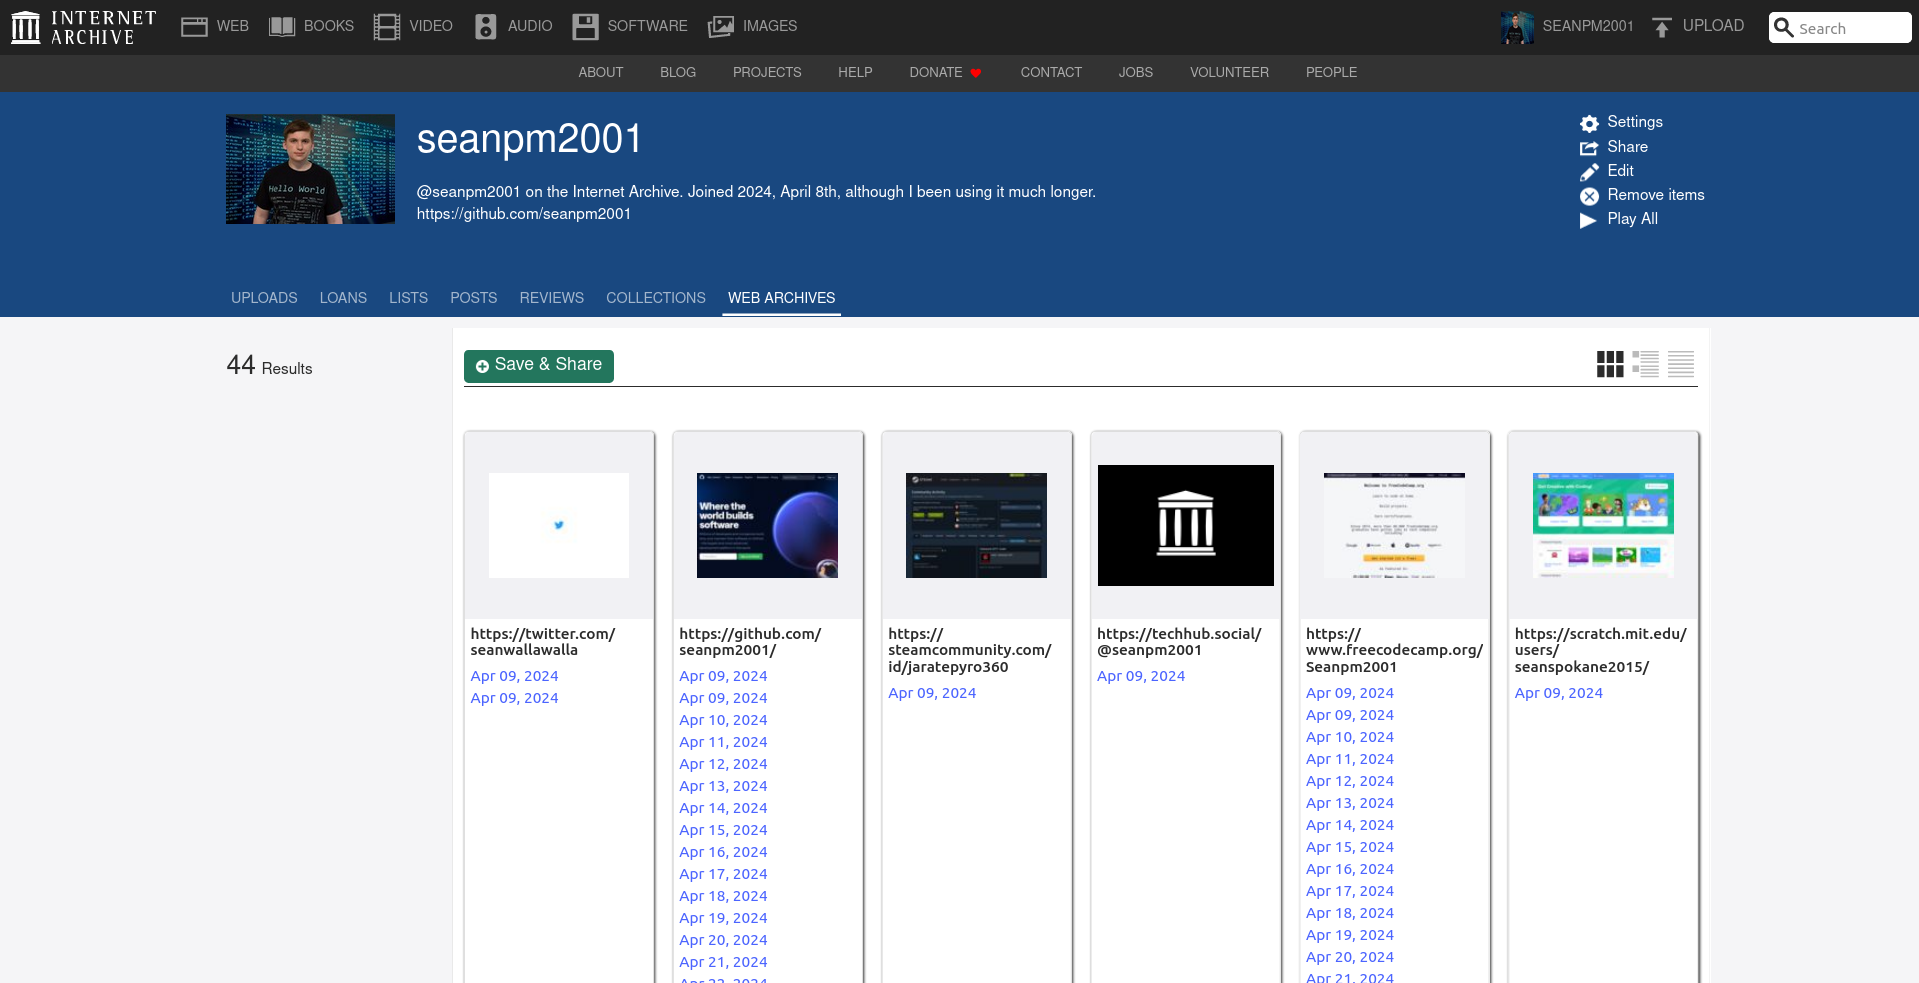 INTERNET ARCHIVE
WEB BOOKS VIDEO AUDIO SOFTWARE IMAGES SEANPM2001 UPLOAD Search
ABOUT BLOG PROJECTS HELP DONATE CONTACT JOBS VOLUNTEER PEOPLE
Hello World
seanpm2001
@seanpm2001 on the Internet Archive. Joined 2024, April 8th, although I been using it much longer.
https://github.com/seanpm2001
Settings
Share
Edit
Remove items
Play All
UPLOADS LOANS LISTS POSTS REVIEWS COLLECTIONS WEB ARCHIVES
44 Results
Save & Share
https://twitter.com/
seanwallawalla
Apr 09, 2024
Apr 09, 2024
Where the
world builds
software
https://github.com/
seanpm2001/
Apr 09, 2024
Apr 09, 2024
Apr 10, 2024
Apr 11, 2024
Apr 12, 2024
Apr 13, 2024
Apr 14, 2024
Apr 15, 2024
Apr 16, 2024
Apr 17, 2024
Apr 18, 2024
Apr 19, 2024
Apr 20, 2024
Apr 21, 2024
Apr 22, 2024
https://
steamcommunity.com/
id/jaratepyro360
Apr 09, 2024
https://techhub.social/
@seanpm2001
Apr 09, 2024
https://
www.freecodecamp.org/
Seanpm2001
Apr 09, 2024
Apr 09, 2024
Apr 10, 2024
Apr 11, 2024
Apr 12, 2024
Apr 13, 2024
Apr 14, 2024
Apr 15, 2024
Apr 16, 2024
Apr 17, 2024
Apr 18, 2024
Apr 19, 2024
Apr 20, 2024
Apr 21, 2024
https://scratch.mit.edu/
users/
seanspokane2015/
Apr 09, 2024